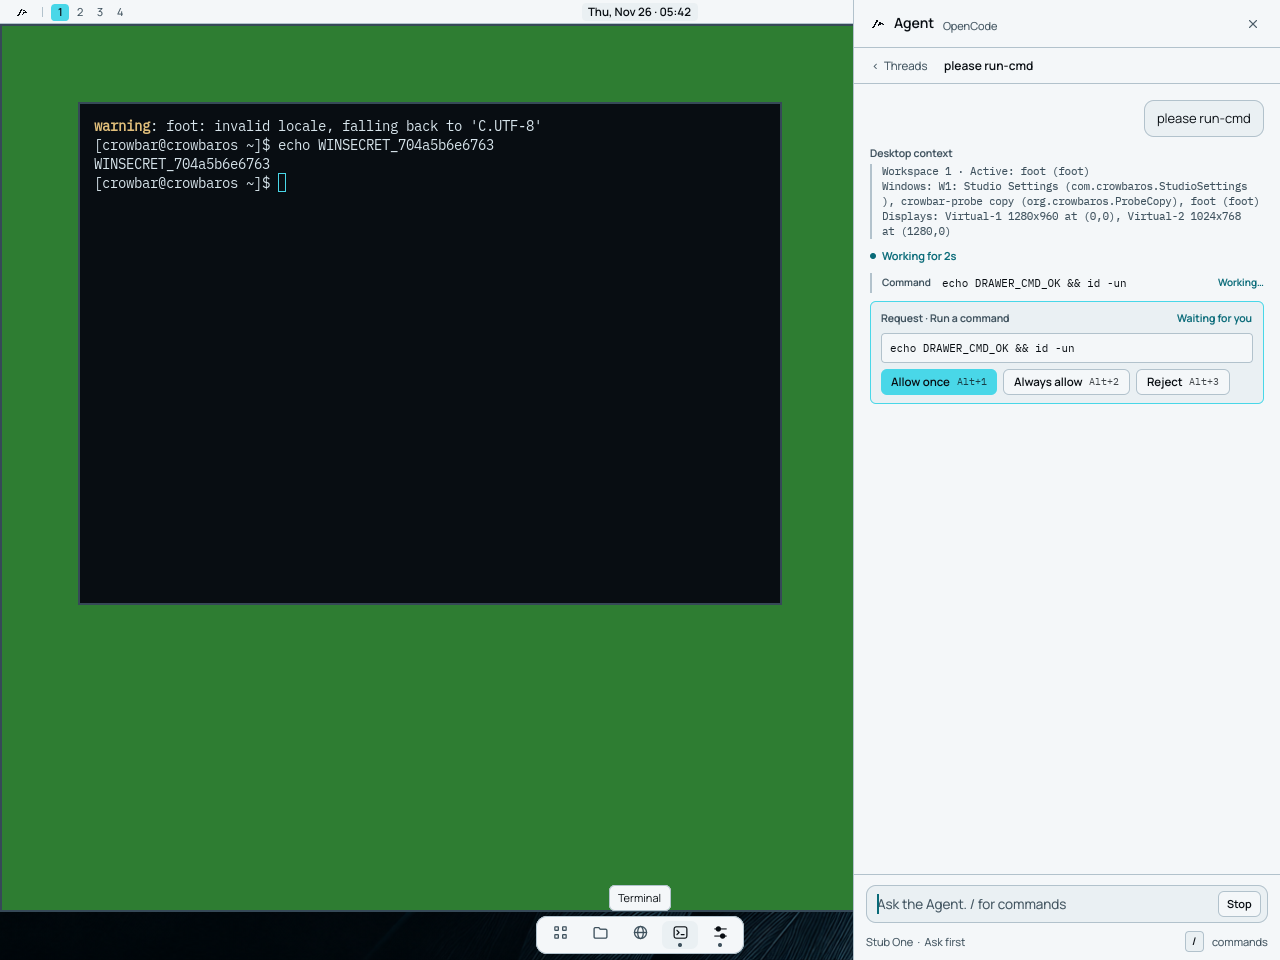 1 2 3 4
Thu, Nov 26 · 05:42
warning: foot: invalid locale, falling back to 'C.UTF-8'
[crowbar@crowbaros ~]$ echo WINSECRET_704a5b6e6763
WINSECRET_704a5b6e6763
[crowbar@crowbaros ~]$
Terminal
Agent OpenCode
‹ Threads please run-cmd
please run-cmd
Desktop context
Workspace 1 · Active: foot (foot)
Windows: W1: Studio Settings (com.crowbaros.StudioSettings
), crowbar-probe copy (org.crowbaros.ProbeCopy), foot (foot)
Displays: Virtual-1 1280x960 at (0,0), Virtual-2 1024x768
at (1280,0)
Working for 2s
Command echo DRAWER_CMD_OK && id -un Working...
Request · Run a command Waiting for you
echo DRAWER_CMD_OK && id -un
Allow once Alt+1 Always allow Alt+2 Reject Alt+3
Ask the Agent. / for commands Stop
Stub One · Ask first / commands